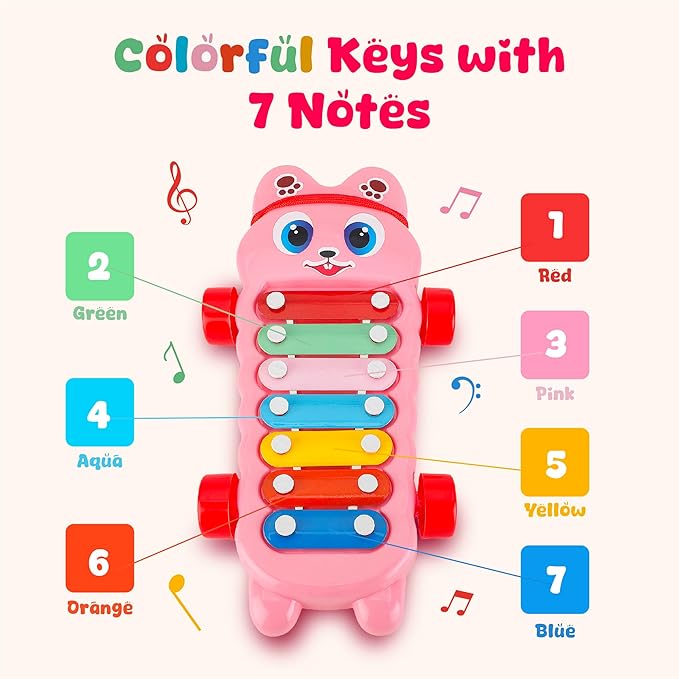 Colorful Keys with
7 Notes
1
Red
2
Green
3
Pink
4
Aqua
5
Yellow
6
Orange
7
Blue